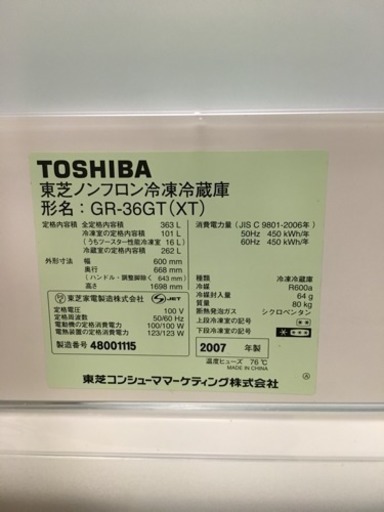 TOSHIBA
東芝ノンフロン冷凍冷蔵庫
形名：GR-36GT(XT)
定格内容積 全定格内容積 363 L
冷凍室の定格内容積 101 L
(うちフースター性能冷凍室 16 L)
冷蔵室の定格内容積 262 L
外形寸法 幅 600 mm
奥行 668 mm
(ハンドル・調整脚除く 643 mm)
高さ 1698 mm
東芝家電製造株式会社 S-JET
定格電圧 100 V
定格周波数 50/60 Hz
電動機の定格消費電力 100/100 W
電熱装置の定格消費電力 123/123 W
製造番号 48001115
消費電力量 (JIS C 9801-2006年)
50Hz 450 kWh/年
60Hz 450 kWh/年
種類 冷凍冷蔵庫
冷媒 R600a
冷媒封入量 64 g
質量 80 kg
断熱発泡ガス シクロペンタン
上段冷凍室の記号
下段冷凍室の記号
2007 年製
温度ヒューズ 76℃
MADE IN CHINA
東芝コンシューママーケティング株式会社
A